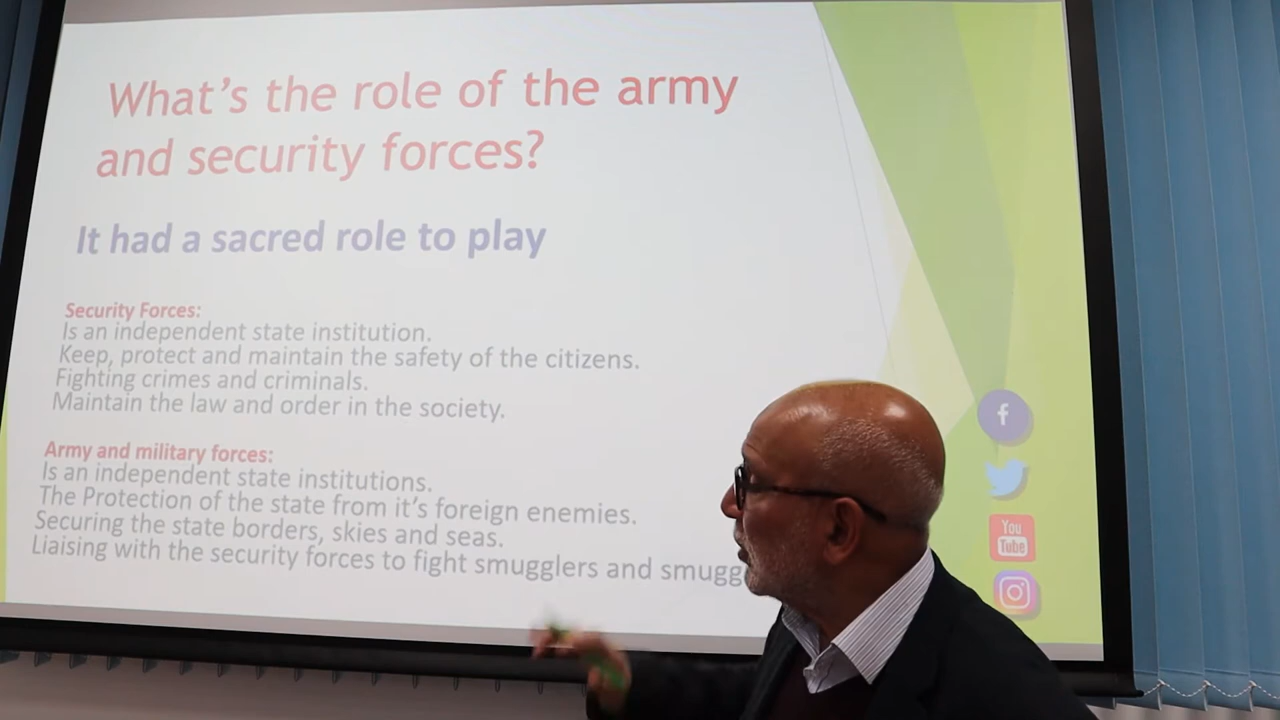 What's the role of the army
and security forces?
It had a sacred role to play
Security Forces:
Is an independent state institution.
Keep, protect and maintain the safety of the citizens.
Fighting crimes and criminals.
Maintain the law and order in the society.
Army and military forces:
Is an independent state institutions.
The Protection of the state from it's foreign enemies.
Securing the state borders, skies and seas.
Liaising with the security forces to fight smugglers and smugg
f
You
Tube